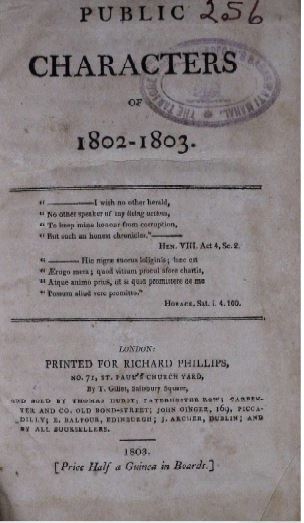 PUBLIC 256
CHARACTERS
OF
1802-1803.
" ———I wish no other herald,
" No other speaker of my living actions,
" To keep mine honour from corruption,
" But such an honest chronicler."———
HEN. VIII. Act 4, Sc. 2.
" ——— Hic nigræ succus loliginis; hæc est
" Ærugo mera; quod vitium procul afore chartis,
" Atque animo prius, ut si quid promittere de me
" Possum aliud vere promitto."
HORACE, Sat. i. 4. 100.
LONDON:
PRINTED FOR RICHARD PHILLIPS,
NO. 71, ST. PAUL'S CHURCH YARD,
By T. Gillet, Salisbury Square,
AND SOLD BY THOMAS HURST; PATERNOSTER ROW; CARPEN-
TER AND CO. OLD BOND-STREET; JOHN GINGER, 169, PICCA-
DILLY; E. BALFOUR, EDINBURGH; J. ARCHER, DUBLIN; AND
BY ALL BOOKSELLERS.
1803.
[Price Half a Guinea in Boards.]